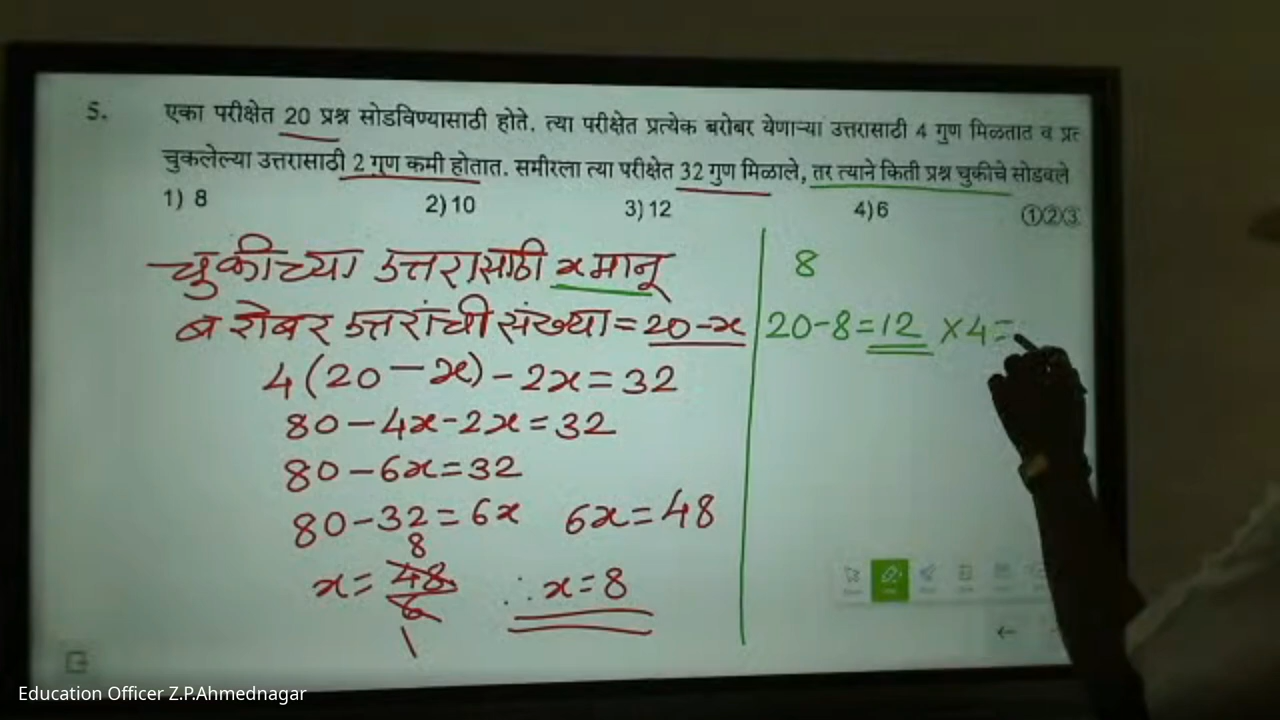 5. एका परीक्षेत 20 प्रश्न सोडविण्यासाठी होते. त्या परीक्षेत प्रत्येक बरोबर येणाऱ्या उत्तरासाठी 4 गुण मिळतात व प्रत
चुकलेल्या उत्तरासाठी 2 गुण कमी होतात. समीरला त्या परीक्षेत 32 गुण मिळाले, तर त्याने किती प्रश्न चुकीचे सोडवले
1) 8 2) 10 3) 12 4) 6 ①②③
चुकीच्या उत्तरासाठी x मानू
बरोबर उत्तरांची संख्या = 20-x
4(20-x)-2x=32
80-4x-2x=32
80-6x=32
80-32=6x 6x=48
8
x=48
6
1
∴ x=8
8
20-8=12 ×4=
Education Officer Z.P.Ahmednagar